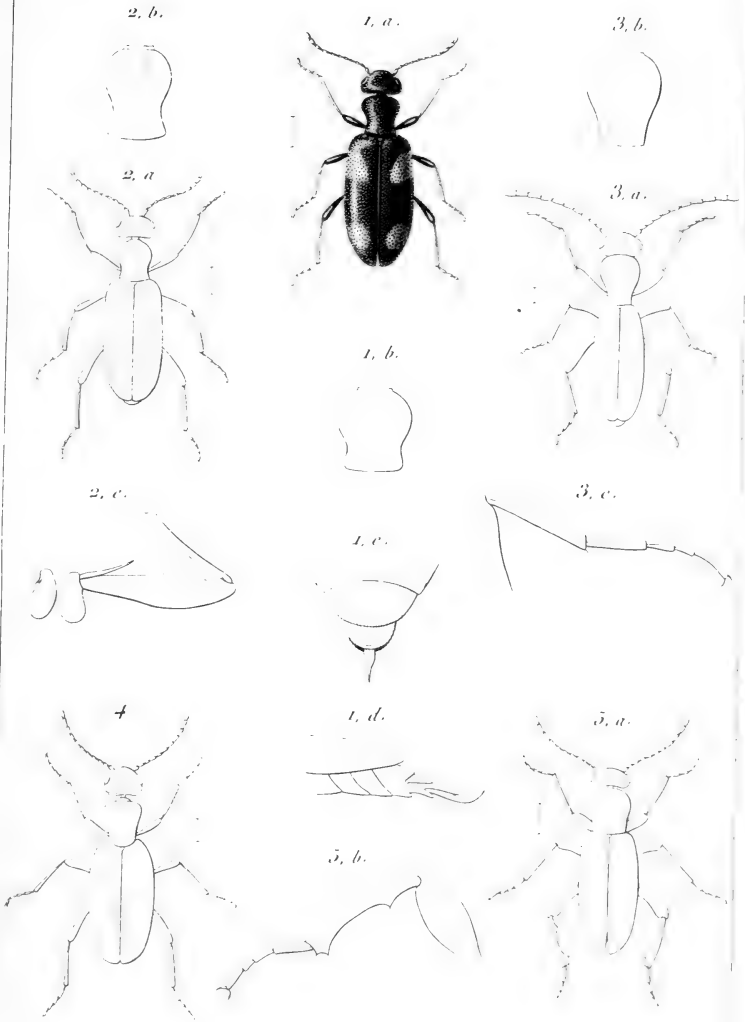 2, b.
1, a.
3, b.
2, a
3, a.
1, b.
2, c.
3, c.
1, c.
4
1, d.
5, a.
5, b.